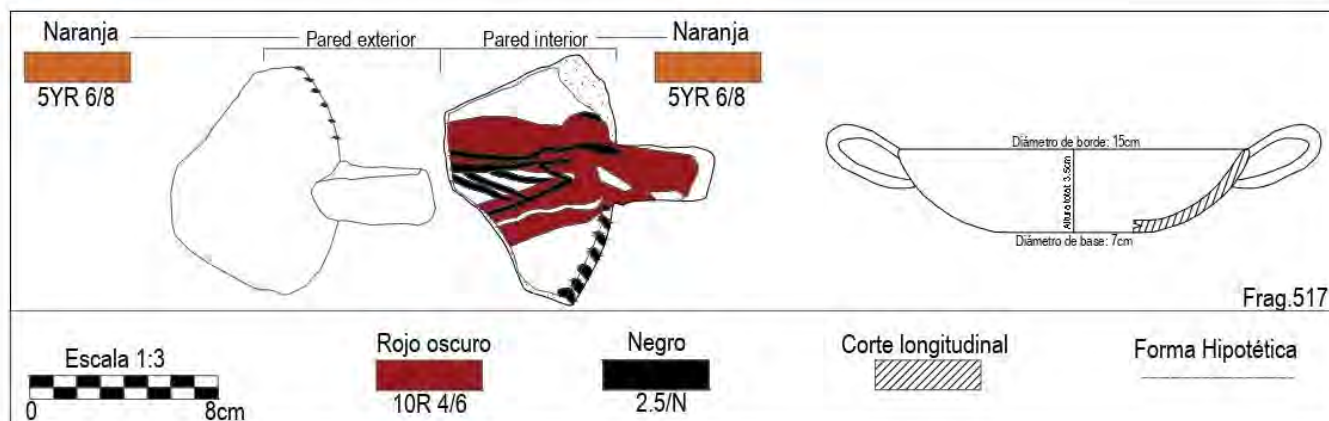 Naranja
5YR 6/8
Pared exterior
Pared interior
Naranja
5YR 6/8
Diámetro de borde: 15cm
Altura total: 3.5cm
Diámetro de base: 7cm
Frag.517
Escala 1:3
0 8cm
Rojo oscuro
10R 4/6
Negro
2.5/N
Corte longitudinal
Forma Hipotética